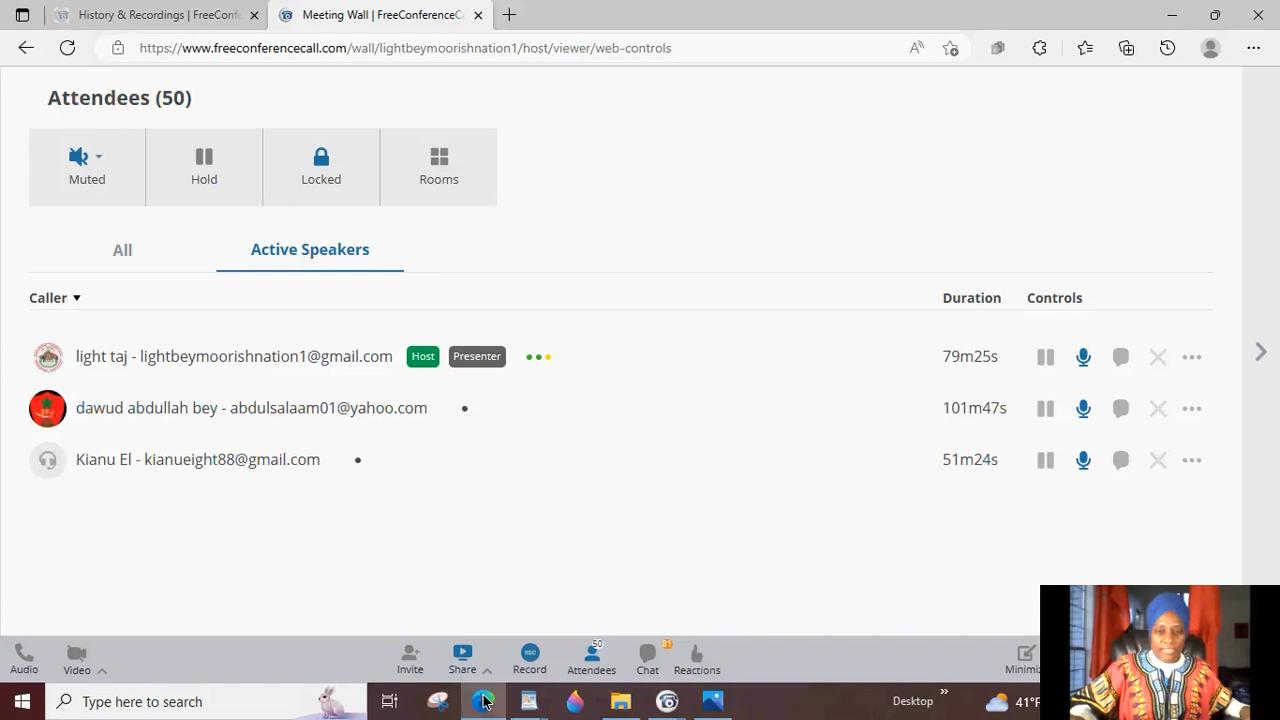 History & Recordings | FreeConf
Meeting Wall | FreeConferenceC
https://www.freeconferencecall.com/wall/lightbeymoorishnation1/host/viewer/web-controls
Attendees (50)
Muted
Hold
Locked
Rooms
All
Active Speakers
Caller
Duration
Controls
light taj - lightbeymoorishnation1@gmail.com
Host
Presenter
79m25s
dawud abdullah bey - abdulsalaam01@yahoo.com
101m47s
Kianu El - kianueight88@gmail.com
51m24s
Audio
Video
Invite
Share
REC
Record
50
Attendees
81
Chat
Reactions
Minimiz
Type here to search
Desktop
41°F